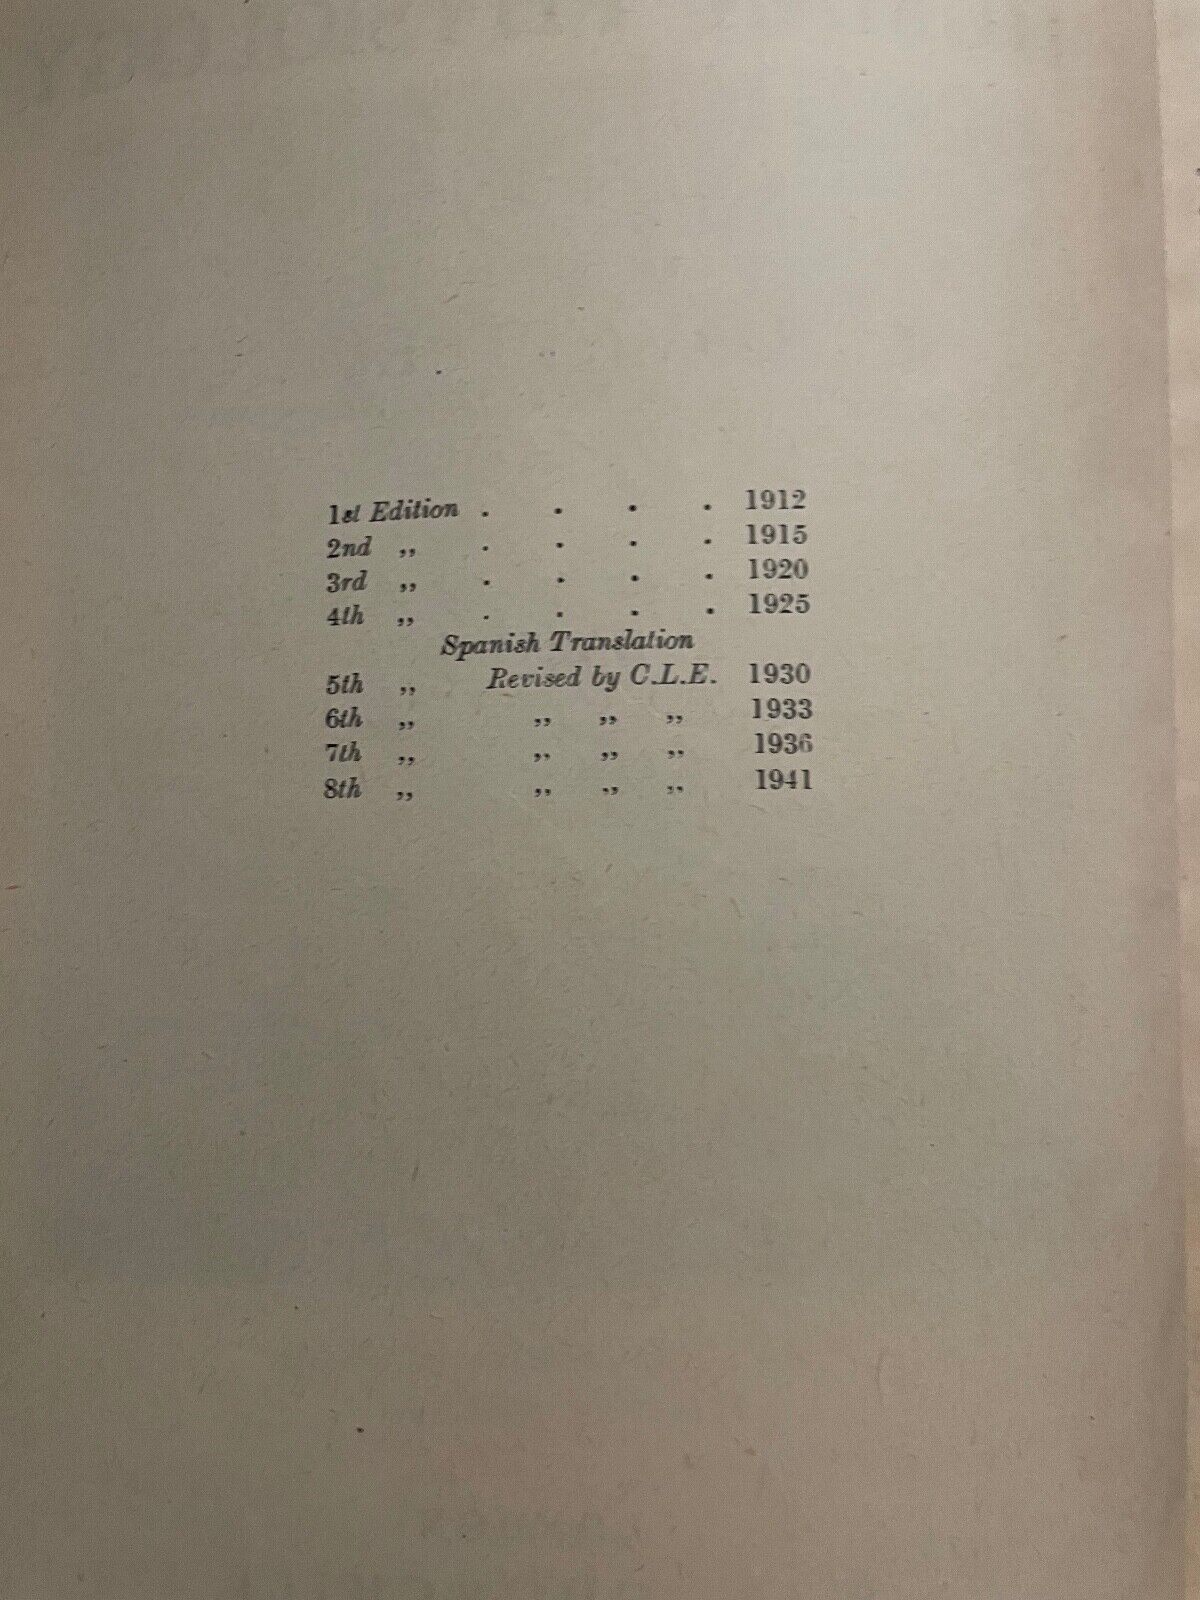 1st Edition . . . . 1912
2nd ,, . . . . 1915
3rd ,, . . . . 1920
4th ,, . . . . 1925
Spanish Translation
5th ,, Revised by C.L.E. 1930
6th ,, ,, ,, ,, 1933
7th ,, ,, ,, ,, 1936
8th ,, ,, ,, ,, 1941